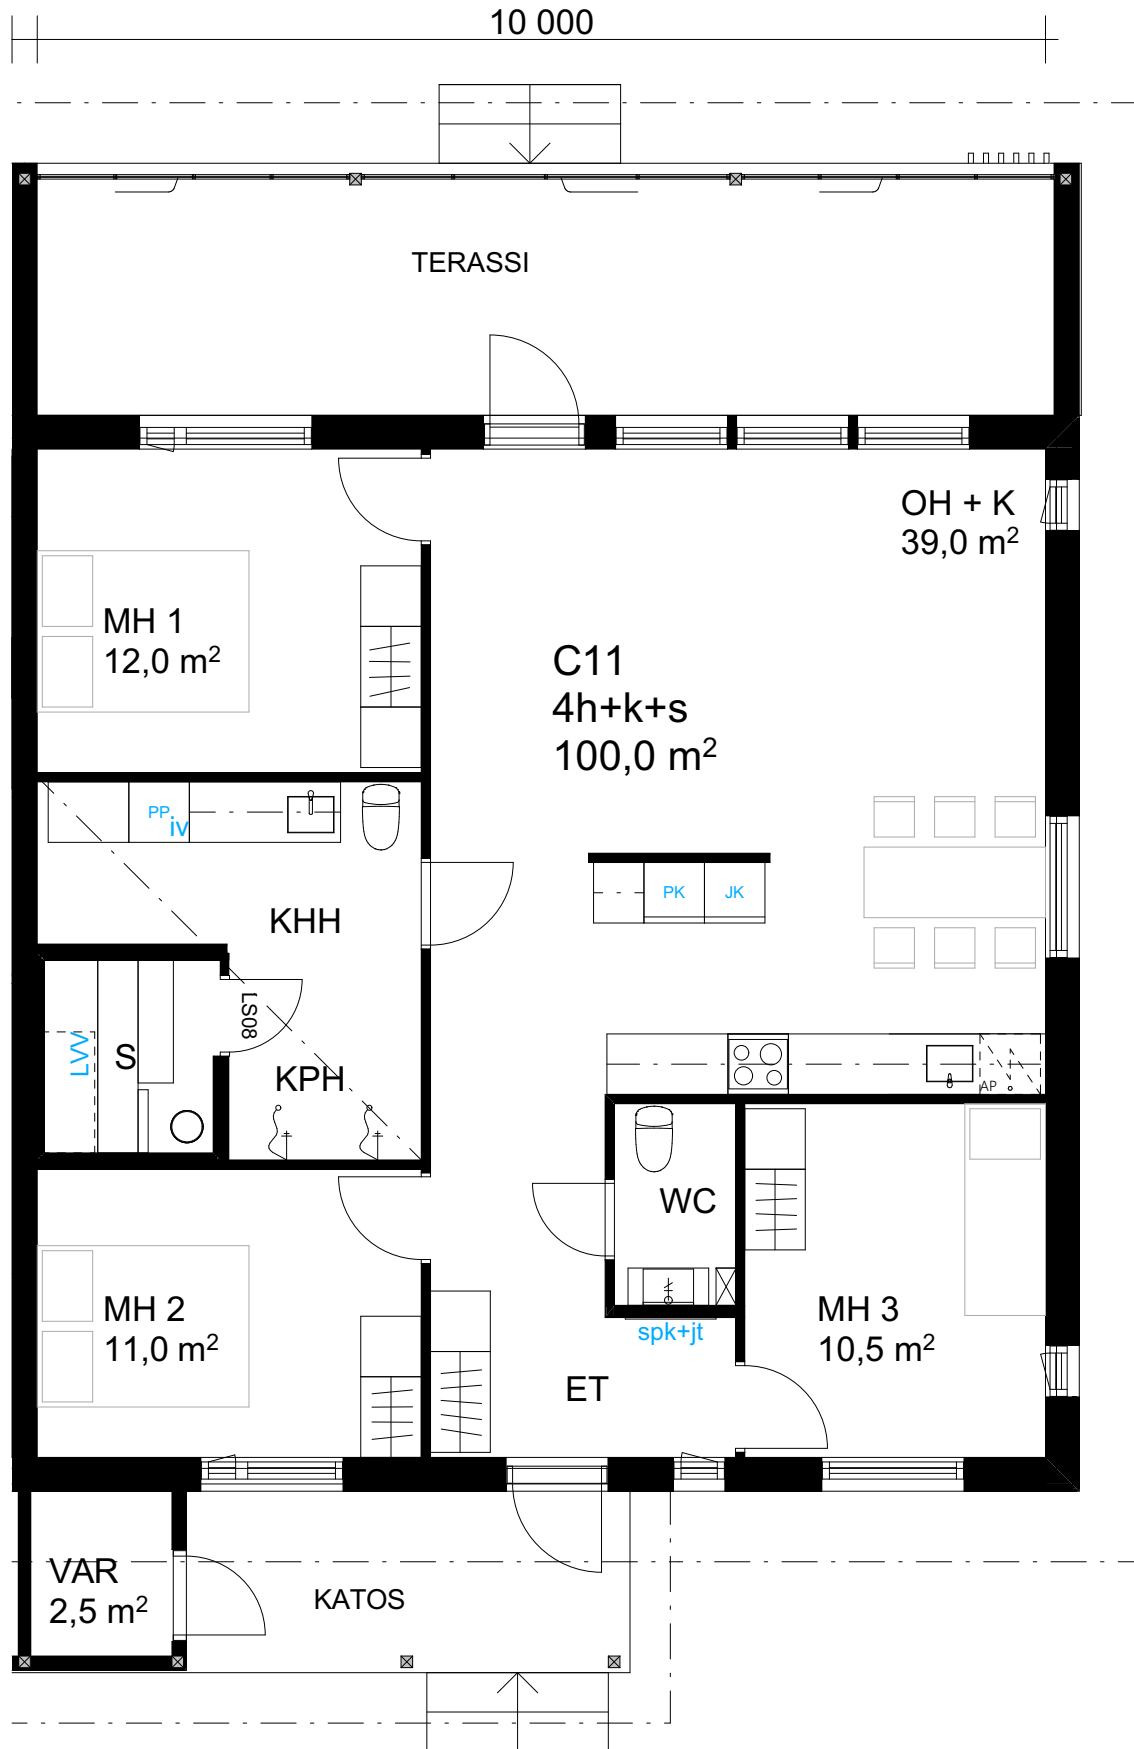 10 000
TERASSI
OH + K
39,0 m²
MH 1
12,0 m²
C11
4h+k+s
100,0 m²
PP
iv
PK
JK
KHH
LS08
LVV
S
KPH
AP
WC
MH 2
11,0 m²
MH 3
10,5 m²
spk+jt
ET
VAR
2,5 m²
KATOS